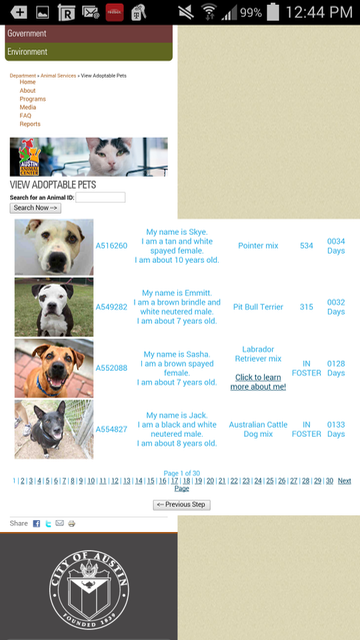 99% 12:44 PM
Government
Environment
Department » Animal Services » View Adoptable Pets
Home
About
Programs
Media
FAQ
Reports
AUSTIN
ANIMAL
CENTER
VIEW ADOPTABLE PETS
Search for an Animal ID:
Search Now -->
A516260
My name is Skye.
I am a tan and white
spayed female.
I am about 10 years old.
Pointer mix
534
0034
Days
A549282
My name is Emmitt.
I am a brown brindle and
white neutered male.
I am about 7 years old.
Pit Bull Terrier
315
0032
Days
A552088
My name is Sasha.
I am a brown spayed
female.
I am about 7 years old.
Labrador
Retriever mix
Click to learn
more about me!
IN
FOSTER
0128
Days
A554827
My name is Jack.
I am a black and white
neutered male.
I am about 8 years old.
Australian Cattle
Dog mix
IN
FOSTER
0133
Days
Page 1 of 30
1 | 2 | 3 | 4 | 5 | 6 | 7 | 8 | 9 | 10 | 11 | 12 | 13 | 14 | 15 | 16 | 17 | 18 | 19 | 20 | 21 | 22 | 23 | 24 | 25 | 26 | 27 | 28 | 29 | 30 Next
Page
<-- Previous Step
Share
CITY OF AUSTIN
FOUNDED 1839